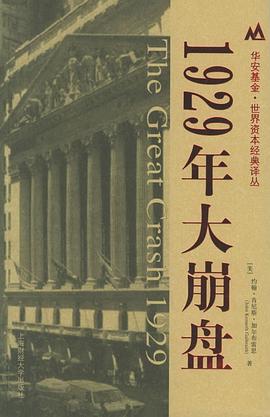 华安基金·世界资本经典译丛
1929年大崩盘
The Great Crash 1929
[美] 约翰·肯尼斯·加尔布雷思
(John Kenneth Galbraith) 著
上海财经大学出版社